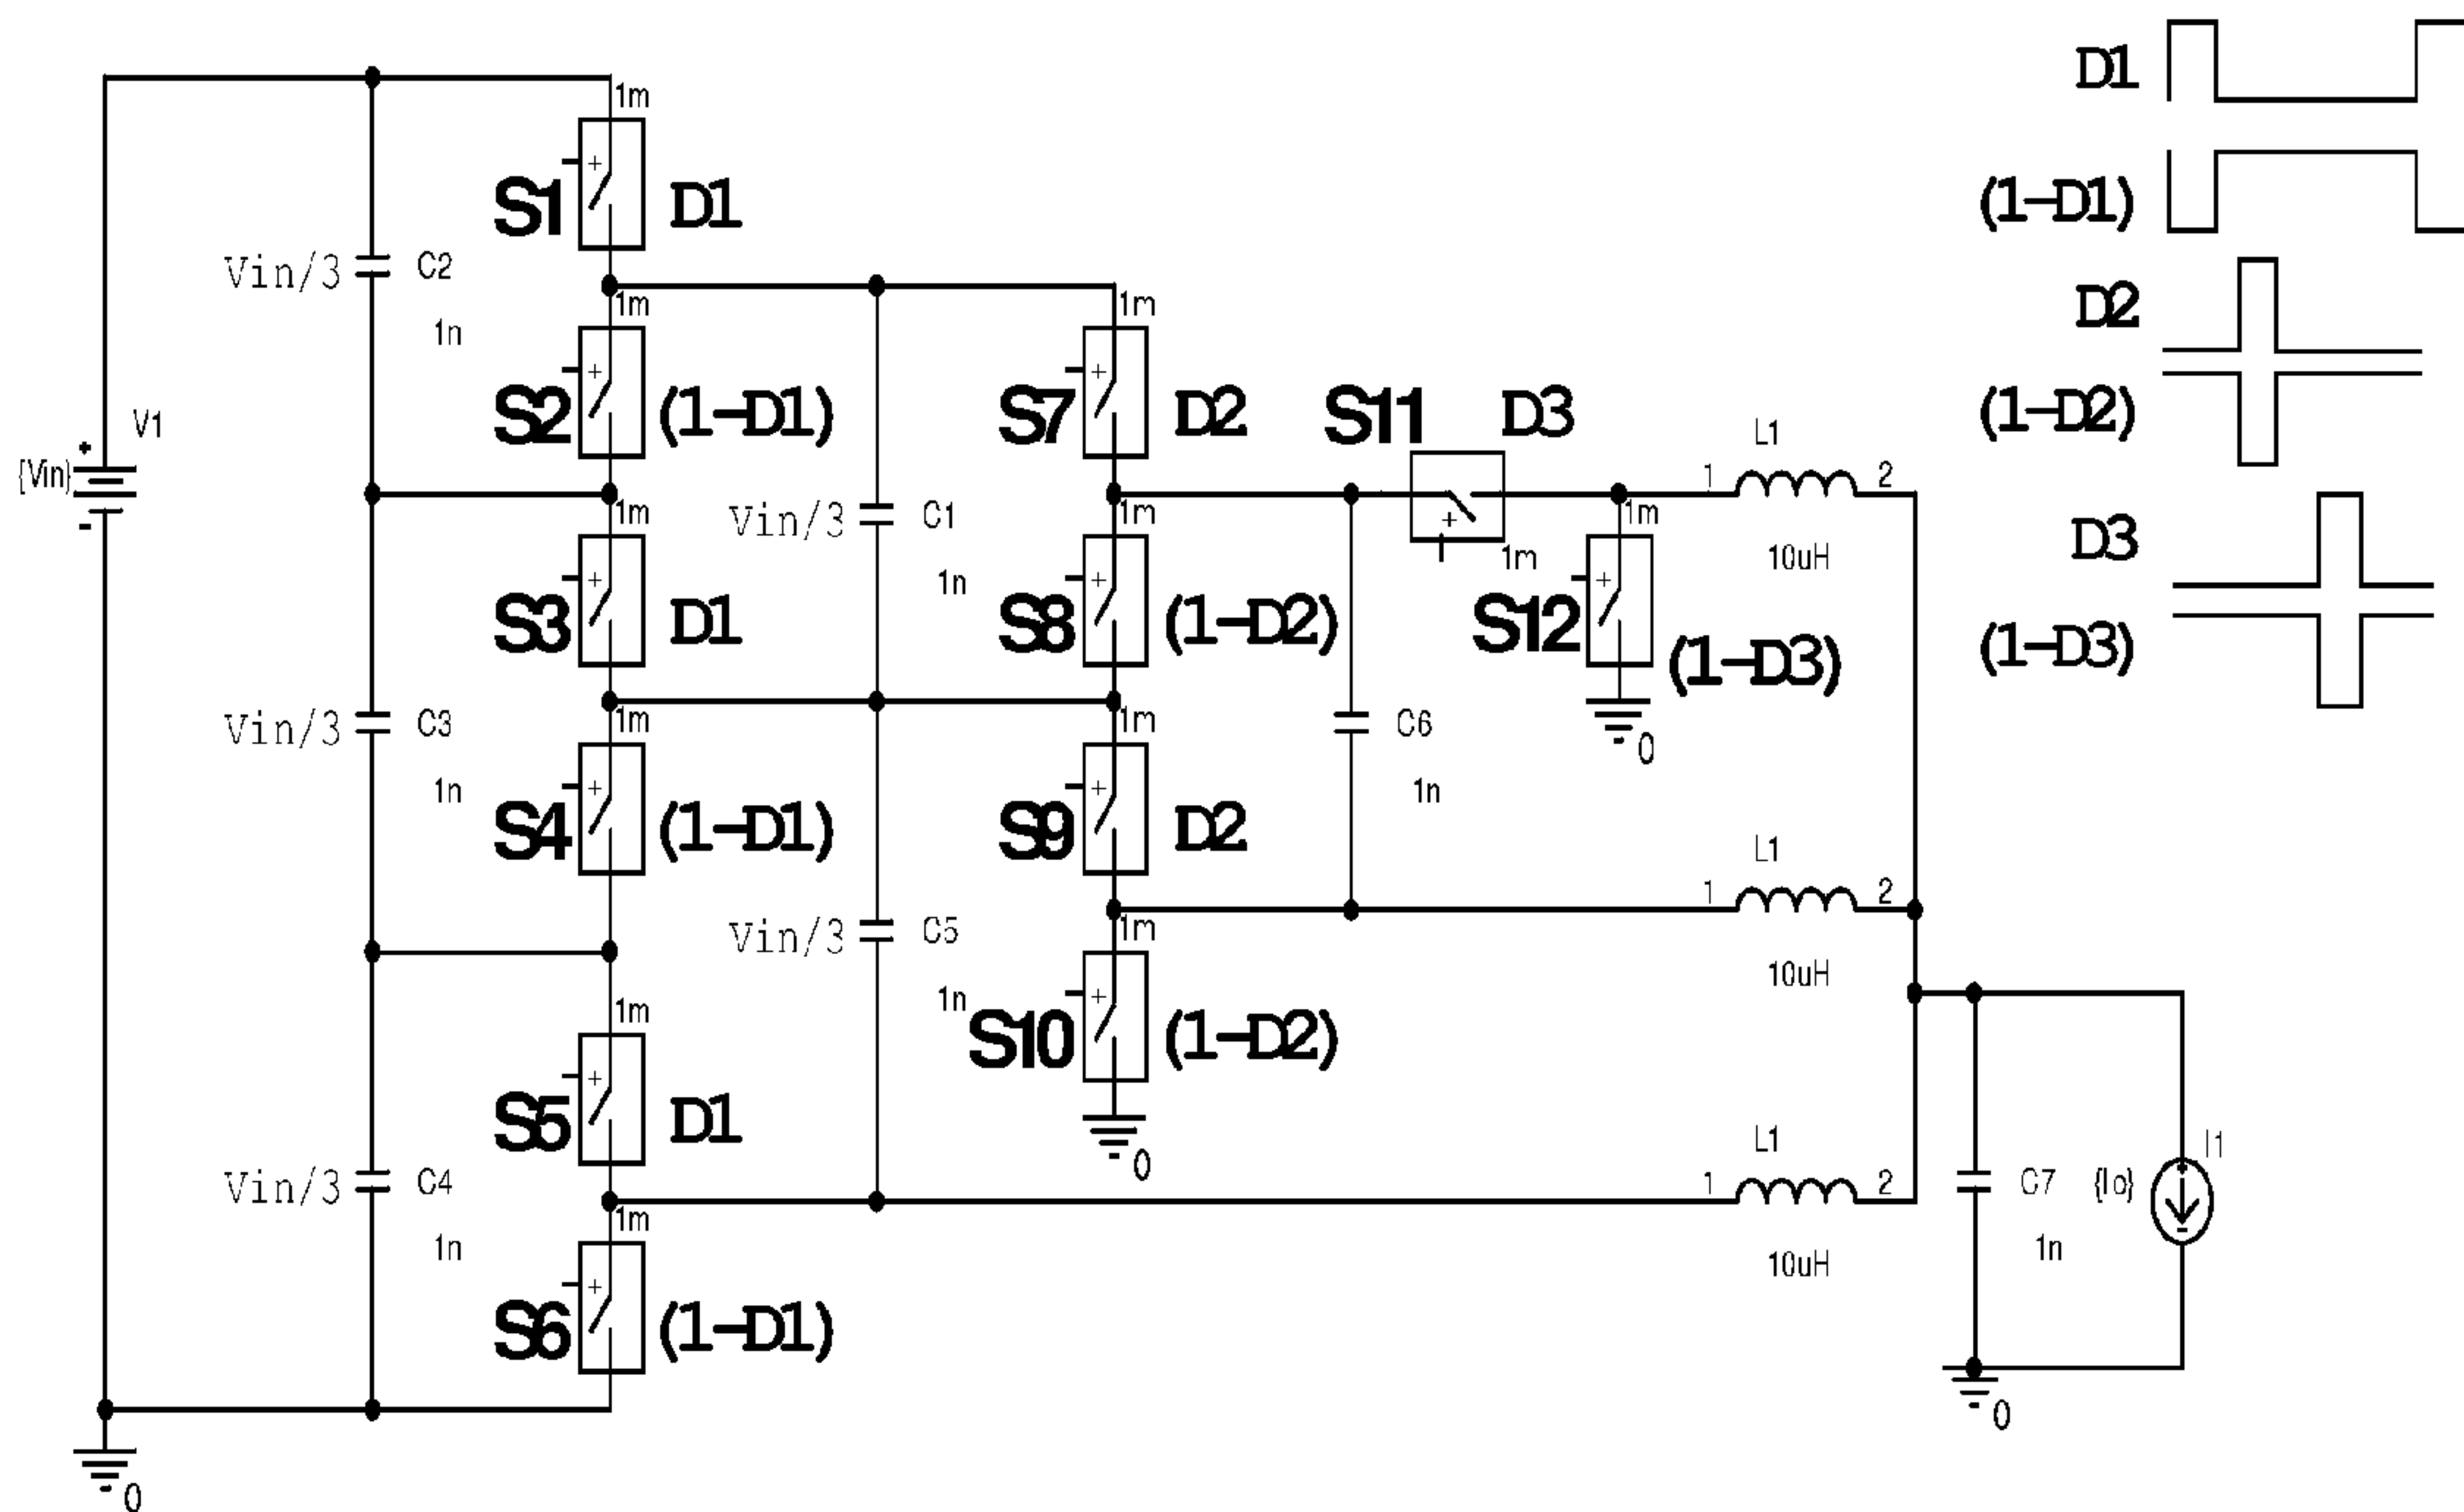 D1
1m
S1 D1
(1-D1)
Vin/3 C2
1n
1m 1m
D2
S2 (1-D1)
S7 D2
S11 D3
(1-D2)
V1
+
{Vin}
-
L1
1 2
1m 1m 1m
Vin/3 C1
1n
1m
10uH
D3
S3 D1
S8 (1-D2)
S12 (1-D3)
(1-D3)
0
1m 1m
Vin/3 C3
1n
C6
1n
S4 (1-D1)
S9 D2
L1
1 2
10uH
Vin/3 C5
1n
1m
S10 (1-D2)
1m
S5 D1
0
L1
1 2
10uH
Vin/3 C4
1n
1m
C7
1n
{Io} I1
S6 (1-D1)
0
0